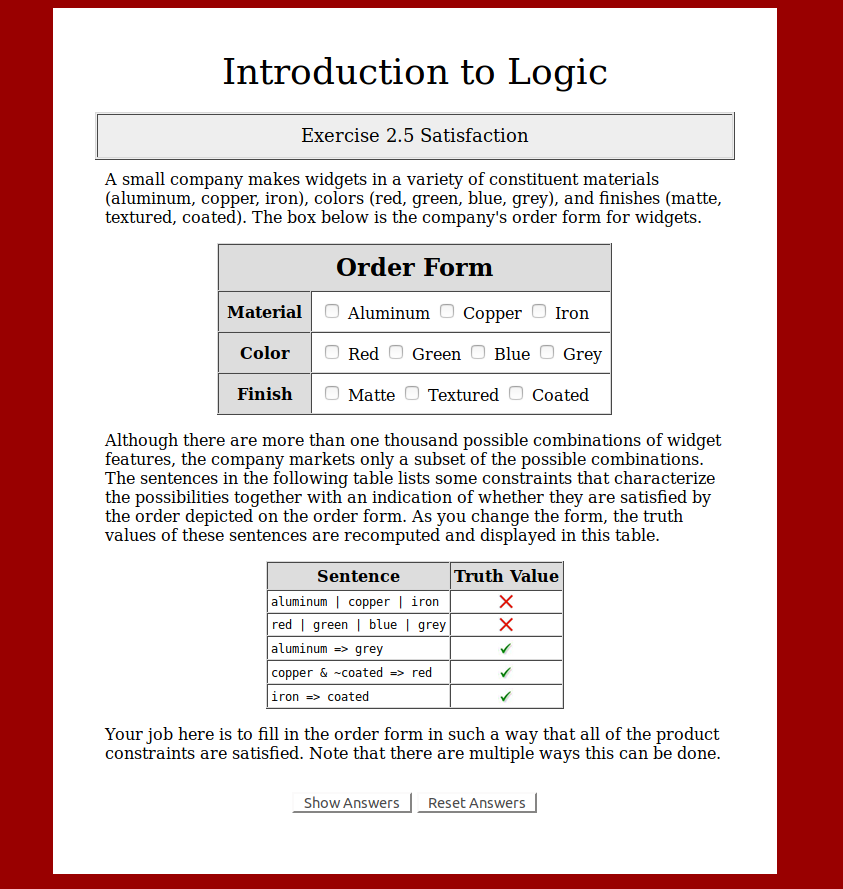 Introduction to Logic
Exercise 2.5 Satisfaction
A small company makes widgets in a variety of constituent materials
(aluminum, copper, iron), colors (red, green, blue, grey), and finishes (matte,
textured, coated). The box below is the company's order form for widgets.
Order Form
Material Aluminum Copper Iron
Color Red Green Blue Grey
Finish Matte Textured Coated
Although there are more than one thousand possible combinations of widget
features, the company markets only a subset of the possible combinations.
The sentences in the following table lists some constraints that characterize
the possibilities together with an indication of whether they are satisfied by
the order depicted on the order form. As you change the form, the truth
values of these sentences are recomputed and displayed in this table.
Sentence Truth Value
aluminum | copper | iron
red | green | blue | grey
aluminum => grey
copper & ~coated => red
iron => coated
Your job here is to fill in the order form in such a way that all of the product
constraints are satisfied. Note that there are multiple ways this can be done.
Show Answers Reset Answers